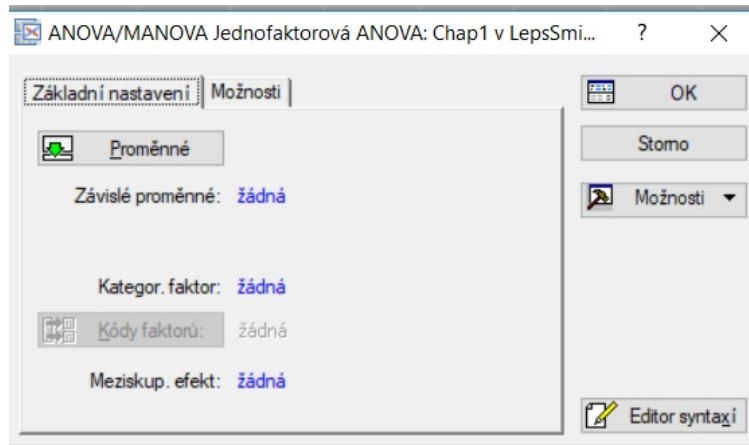 ANOVA/MANOVA Jednofaktorová ANOVA: Chap1 v LepsSmi... ? ×
Základní nastavení Možnosti
Proměnné
Závislé proměnné: žádná
Kategor. faktor: žádná
Kódy faktorů: žádná
Meziskup. efekt: žádná
OK
Storno
Možnosti
Editor syntaxí